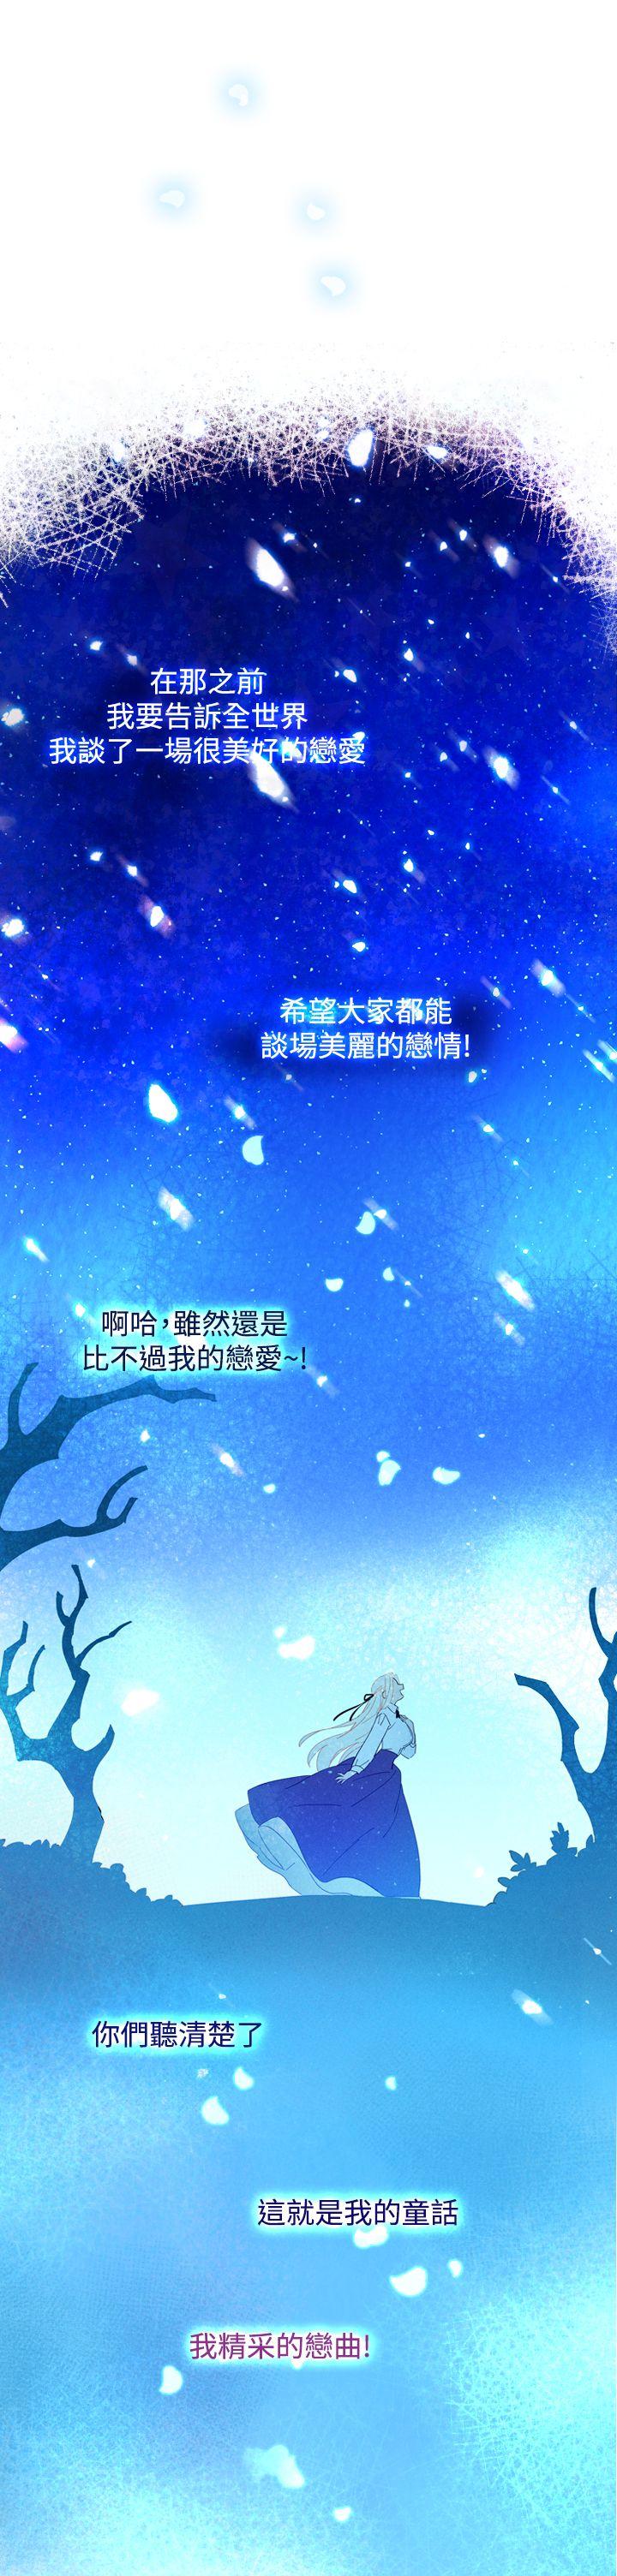 在那之前
我要告訴全世界
我談了一場很美好的戀愛
希望大家都能
談場美麗的戀情!
啊哈,雖然還是
比不過我的戀愛~!
你們聽清楚了
這就是我的童話
我精采的戀曲!